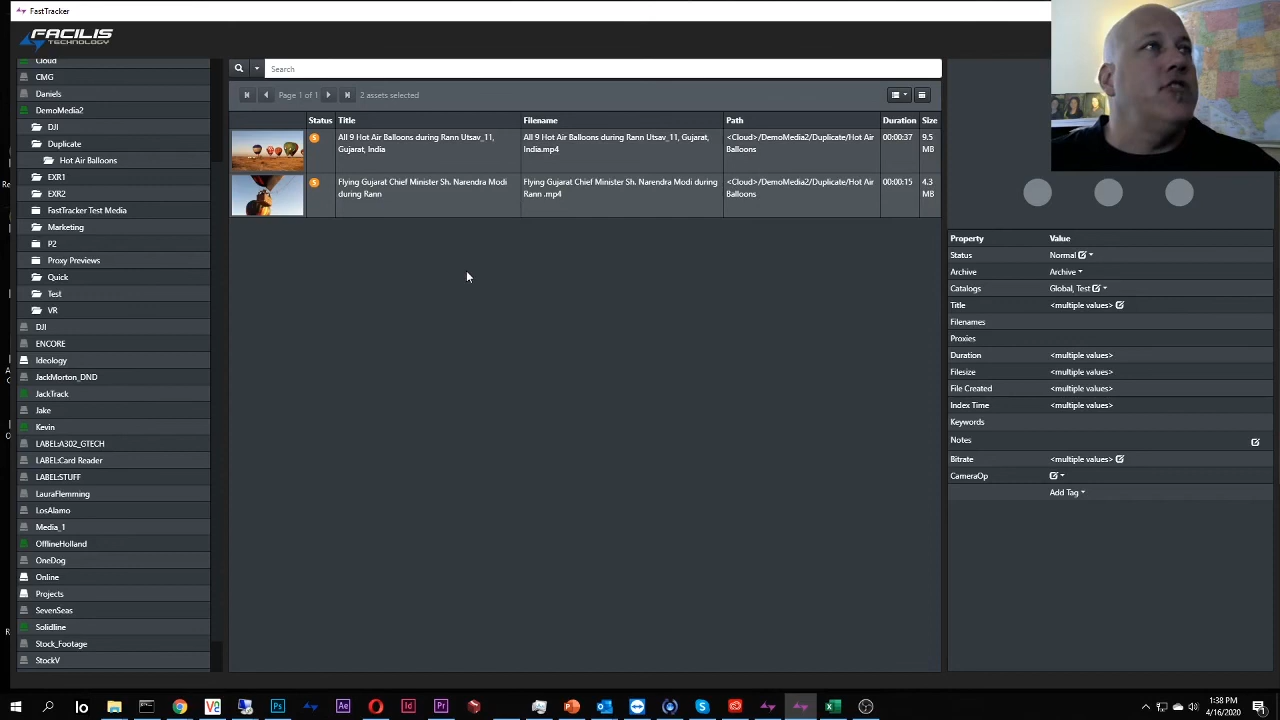 FastTracker
FACILIS
TECHNOLOGY
Cloud
CMG
Daniels
DemoMedia2
DJI
Duplicate
Hot Air Balloons
EXR1
EXR2
FastTracker Test Media
Marketing
P2
Proxy Previews
Quick
Test
VR
DJI
ENCORE
Ideology
JackMorton_DND
JackTrack
Jake
Kevin
LABEL:A302_GTECH
LABEL:Card Reader
LABEL:STUFF
LauraFlemming
LosAlamo
Media_1
OfflineHolland
OneDog
Online
Projects
SevenSeas
Solidline
Stock_Footage
StockV
Search
Page 1 of 1 2 assets selected
Status Title Filename Path Duration Size
S All 9 Hot Air Balloons during Rann Utsav_11, All 9 Hot Air Balloons during Rann Utsav_11, Gujarat, <Cloud>/DemoMedia2/Duplicate/Hot Air 00:00:37 9.5
Gujarat, India India.mp4 Balloons MB
S Flying Gujarat Chief Minister Sh. Narendra Modi Flying Gujarat Chief Minister Sh. Narendra Modi during <Cloud>/DemoMedia2/Duplicate/Hot Air 00:00:15 4.3
during Rann Rann .mp4 Balloons MB
Property Value
Status Normal
Archive Archive
Catalogs Global, Test
Title <multiple values>
Filenames
Proxies
Duration <multiple values>
Filesize <multiple values>
File Created <multiple values>
Index Time <multiple values>
Keywords
Notes
Bitrate <multiple values>
CameraOp
Add Tag
Ps Ae Id Pr
1:38 PM
4/16/2020